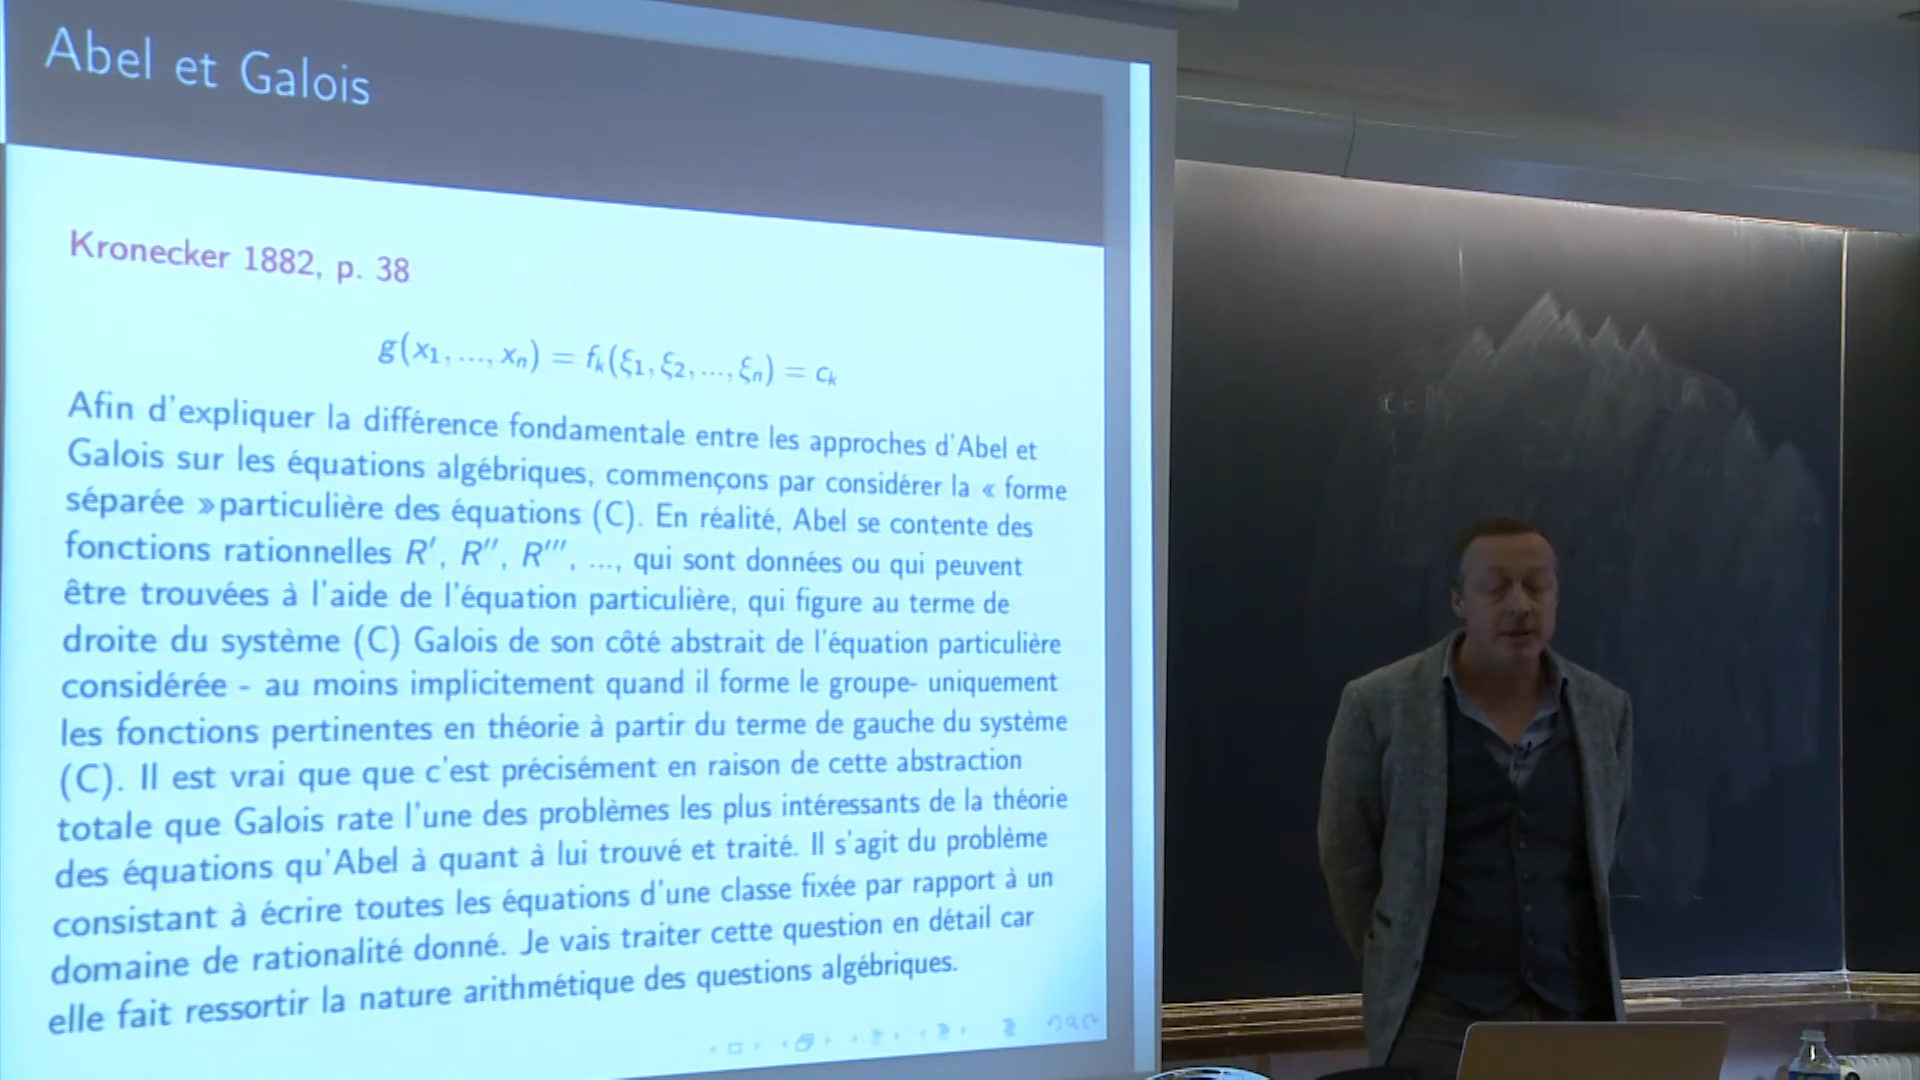 Abel et Galois
Kronecker 1882, p. 38
g(x₁, ..., xₙ) = fₖ(ξ₁, ξ₂, ..., ξₙ) = cₖ
Afin d'expliquer la différence fondamentale entre les approches d'Abel et
Galois sur les équations algébriques, commençons par considérer la « forme
séparée » particulière des équations (C). En réalité, Abel se contente des
fonctions rationnelles R′, R″, R‴, ..., qui sont données ou qui peuvent
être trouvées à l'aide de l'équation particulière, qui figure au terme de
droite du système (C) Galois de son côté abstrait de l'équation particulière
considérée - au moins implicitement quand il forme le groupe- uniquement
les fonctions pertinentes en théorie à partir du terme de gauche du système
(C). Il est vrai que que c'est précisément en raison de cette abstraction
totale que Galois rate l'une des problèmes les plus intéressants de la théorie
des équations qu'Abel à quant à lui trouvé et traité. Il s'agit du problème
consistant à écrire toutes les équations d'une classe fixée par rapport à un
domaine de rationalité donné. Je vais traiter cette question en détail car
elle fait ressortir la nature arithmétique des questions algébriques.